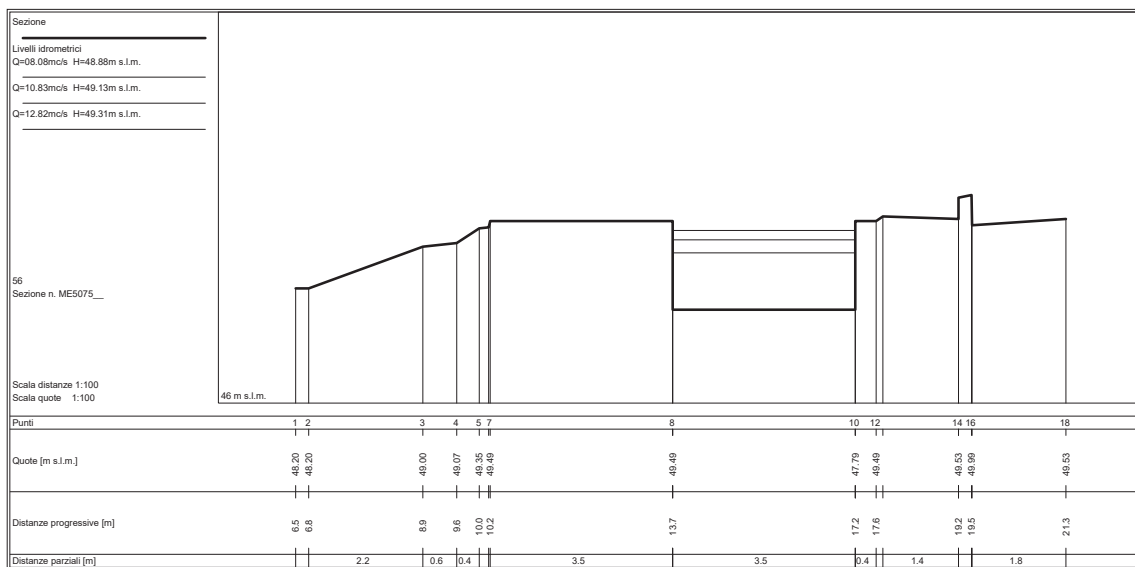 Sezione
Livelli idrometrici
Q=08.08mc/s H=48.88m s.l.m.
Q=10.83mc/s H=49.13m s.l.m.
Q=12.82mc/s H=49.31m s.l.m.
56
Sezione n. ME5075__
Scala distanze 1:100
Scala quote 1:100
46 m s.l.m.
Punti 1 2 3 4 5 7 8 10 12 14 16 18
Quote [m s.l.m.] 48.20 48.20 49.00 49.07 49.35 49.49 49.49 47.79 49.49 49.53 49.99 49.53
Distanze progressive [m] 6.5 6.8 8.9 9.6 10.0 10.2 13.7 17.2 17.6 19.2 19.5 21.3
Distanze parziali [m] 2.2 0.6 0.4 3.5 3.5 0.4 1.4 1.8